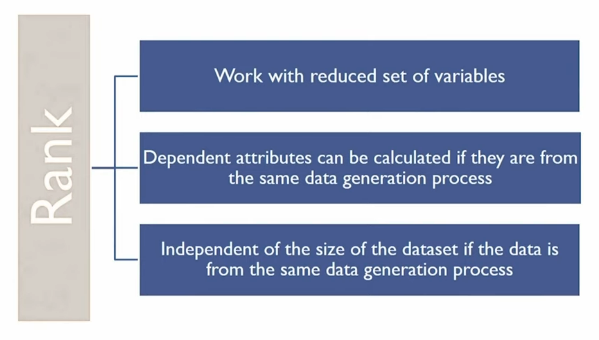 Rank
Work with reduced set of variables
Dependent attributes can be calculated if they are from
the same data generation process
Independent of the size of the dataset if the data is
from the same data generation process